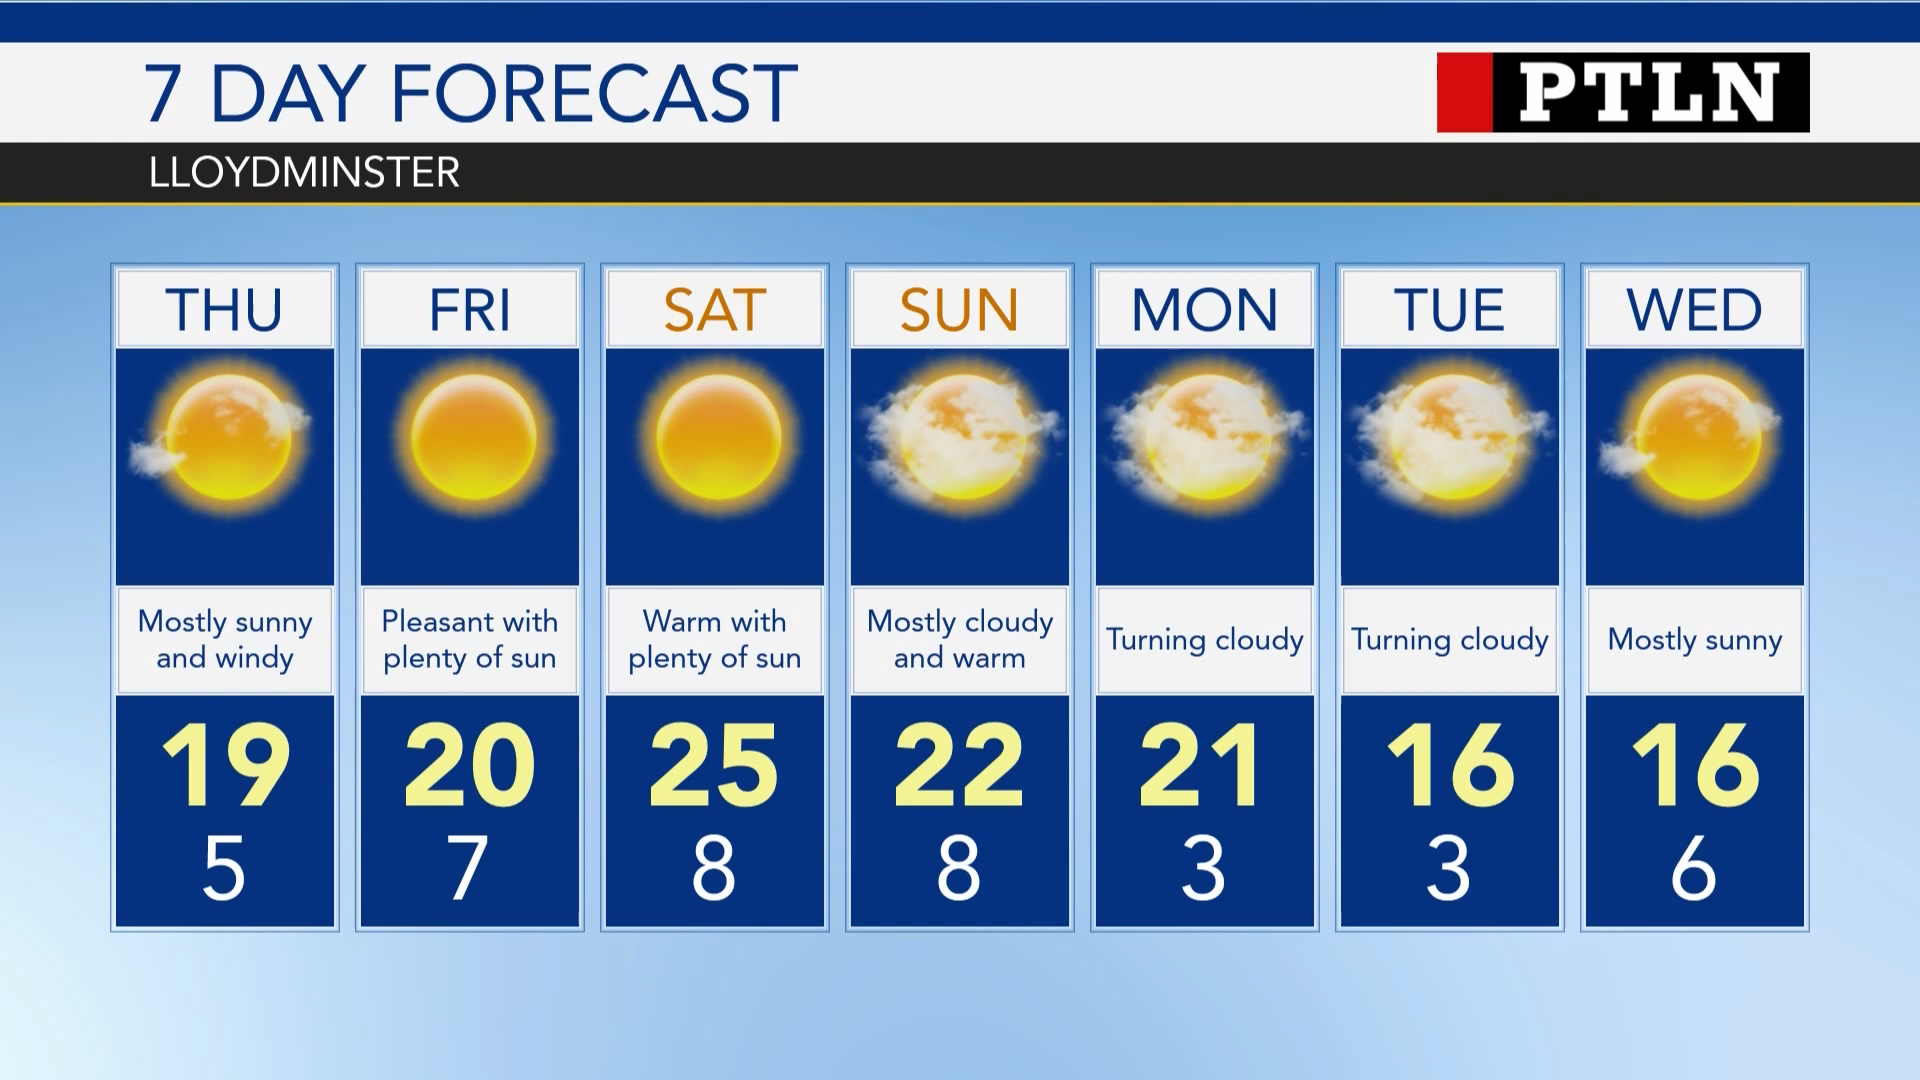 7 DAY FORECAST
PTLN
LLOYDMINSTER
THU
FRI
SAT
SUN
MON
TUE
WED
Mostly sunny
and windy
Pleasant with
plenty of sun
Warm with
plenty of sun
Mostly cloudy
and warm
Turning cloudy
Turning cloudy
Mostly sunny
19
20
25
22
21
16
16
5
7
8
8
3
3
6